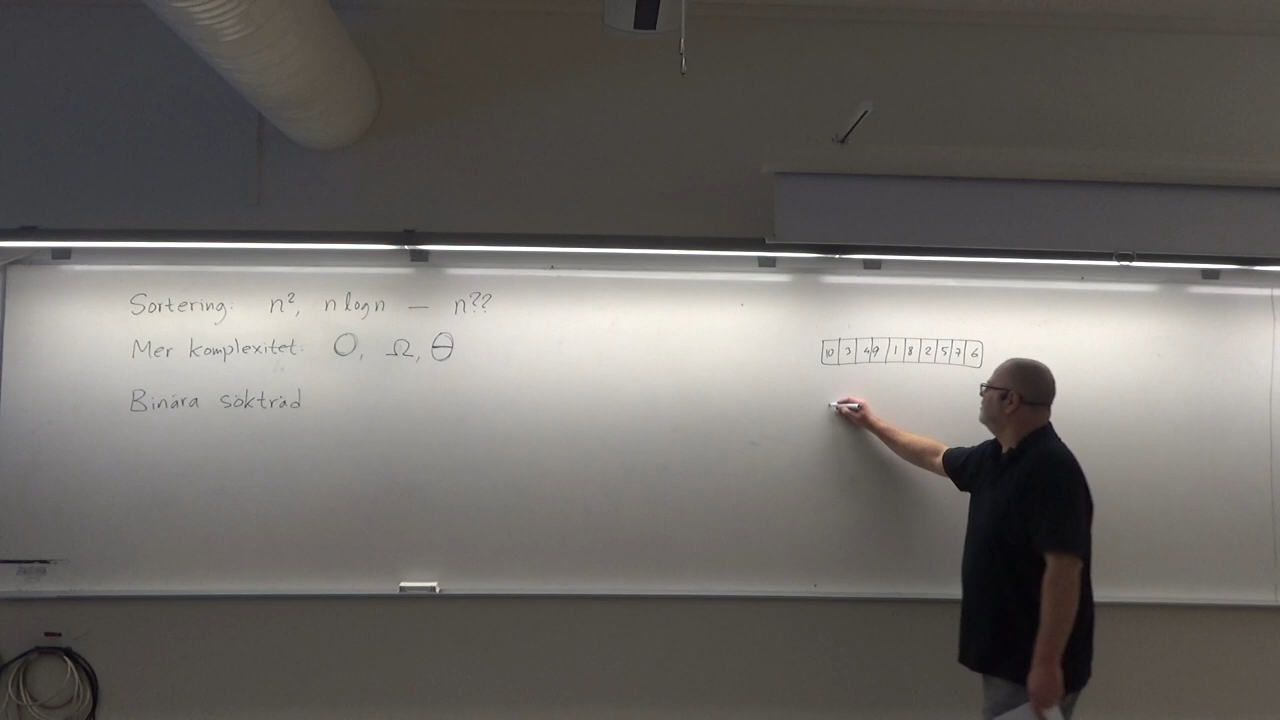 Sortering: n², n log n — n??
Mer komplexitet: O, Ω, Θ
Binära sökträd
10 3 4 9 1 8 2 5 7 6